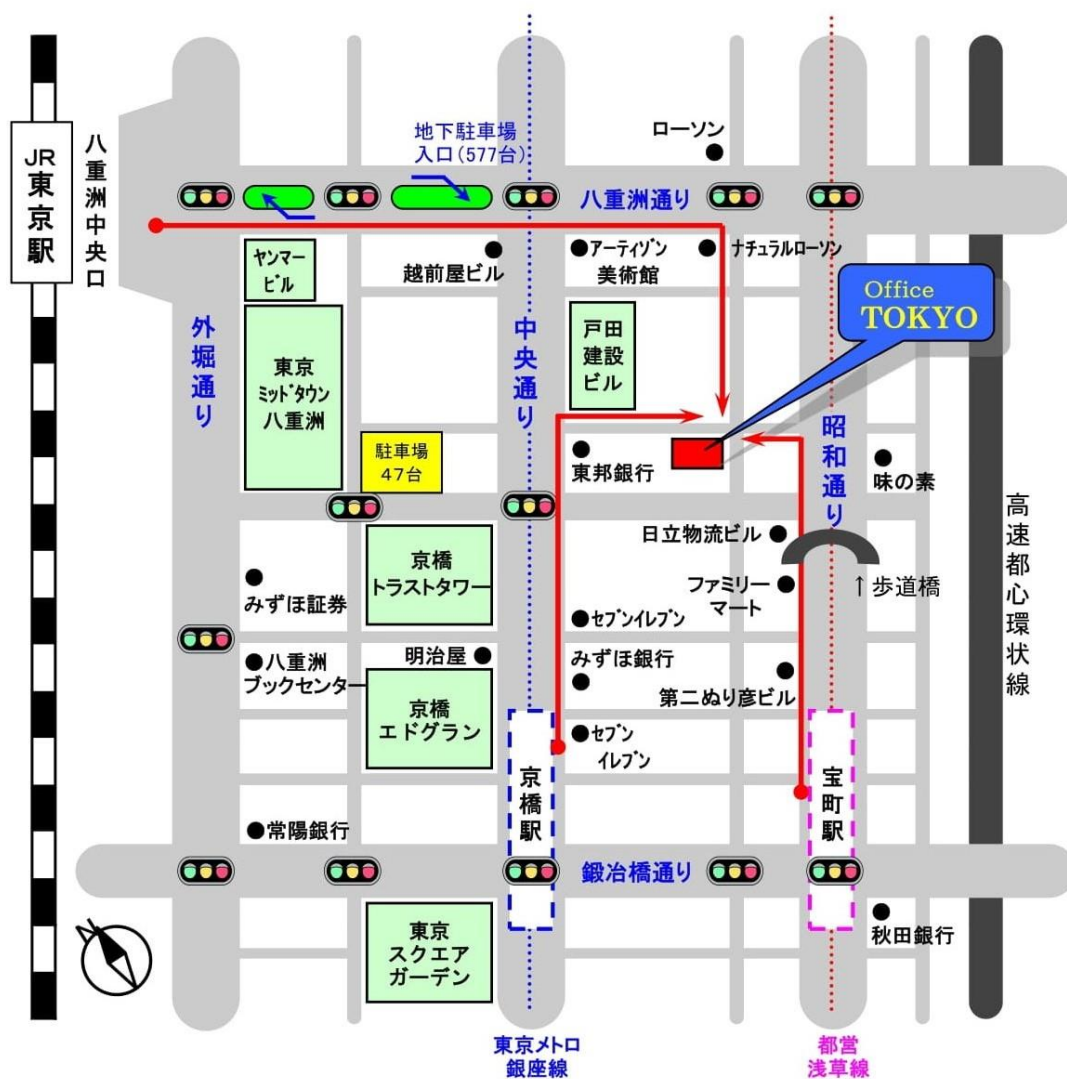 JR東京駅
八重洲中央口
地下駐車場
入口(577台)
ローソン
八重洲通り
ヤンマー
ビル
越前屋ビル
●アーティゾン
美術館
ナチュラルローソン
Office
TOKYO
外堀通り
東京
ミッドタウン
八重洲
中央通り
戸田
建設
ビル
昭和通り
駐車場
47台
東邦銀行
味の素
高速都心環状線
日立物流ビル
京橋
トラストタワー
ファミリー
マート
↑歩道橋
みずほ証券
●セブンイレブン
●八重洲
ブックセンター
明治屋
みずほ銀行
第二ぬり彦ビル
京橋
エドグラン
●セブン
イレブン
京橋駅
宝町駅
●常陽銀行
鍛冶橋通り
東京
スクエア
ガーデン
秋田銀行
N
東京メトロ
銀座線
都営
浅草線